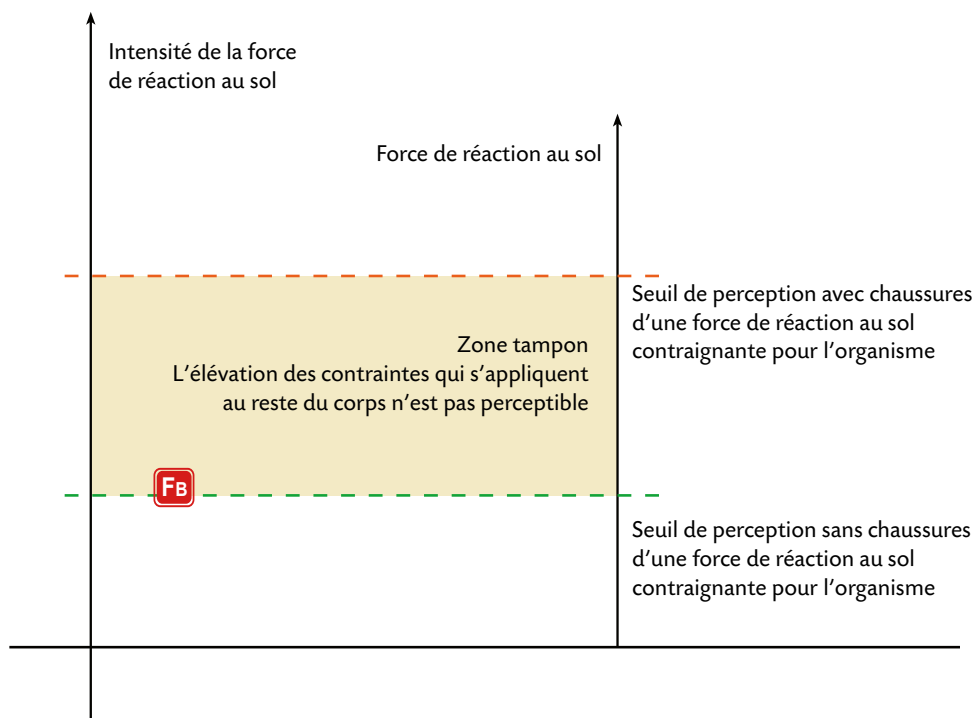 Intensité de la force
de réaction au sol
Force de réaction au sol
Seuil de perception avec chaussures
d’une force de réaction au sol
contraignante pour l’organisme
Zone tampon
L’élévation des contraintes qui s’appliquent
au reste du corps n’est pas perceptible
FB
Seuil de perception sans chaussures
d’une force de réaction au sol
contraignante pour l’organisme